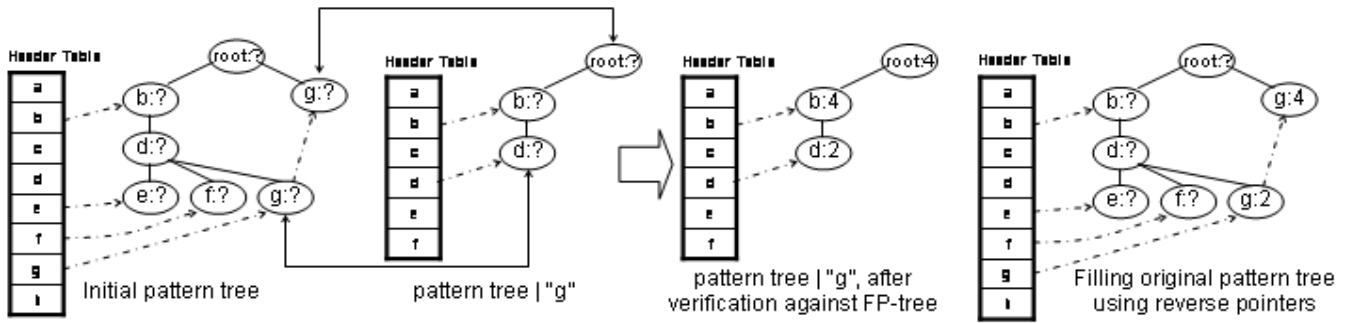 Header Table
a
b
c
d
e
f
g
root:?
b:?
g:?
d:?
e:?
f:?
g:?
Initial pattern tree
Header Table
a
b
c
d
e
f
root:?
b:?
d:?
pattern tree | "g"
Header Table
a
b
c
d
e
f
root:4
b:4
d:2
pattern tree | "g", after
verification against FP-tree
Header Table
a
b
c
d
e
f
g
root:?
b:?
g:4
d:?
e:?
f:?
g:2
Filling original pattern tree
using reverse pointers